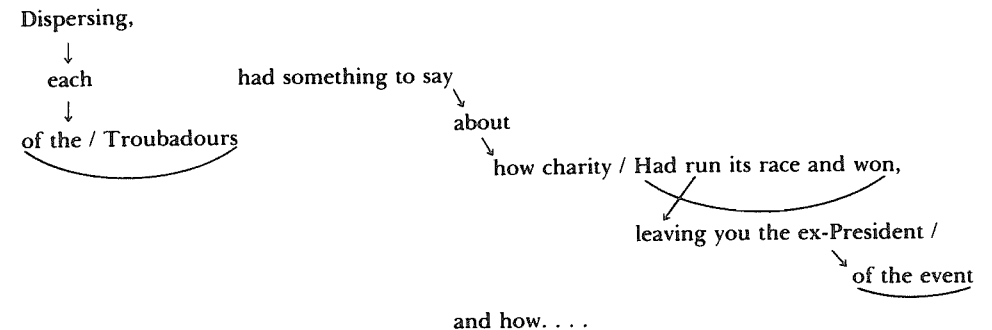 Dispersing,
each had something to say
about
of the / Troubadours
how charity / Had run its race and won,
leaving you the ex-President /
of the event
and how. . . .